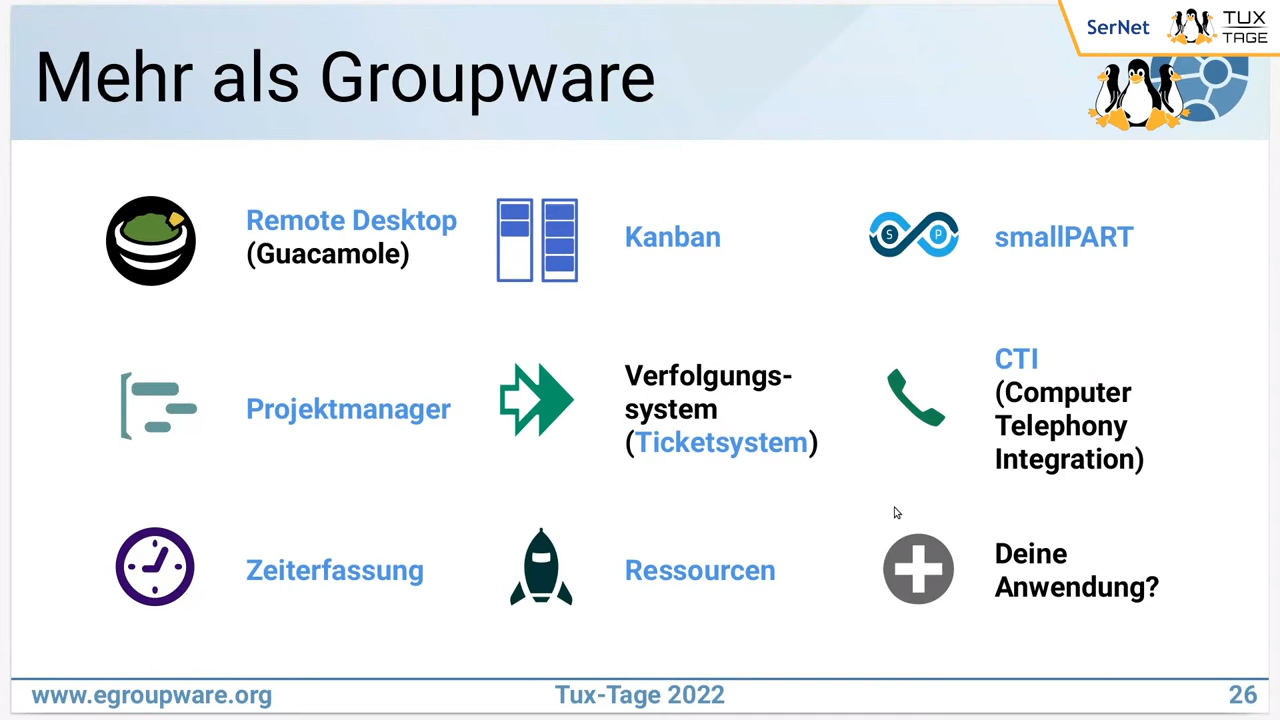 SerNet
TUX
TAGE
Mehr als Groupware
Remote Desktop
(Guacamole)
Kanban
S P
smallPART
Projektmanager
Verfolgungs-
system
(Ticketsystem)
CTI
(Computer
Telephony
Integration)
Zeiterfassung
Ressourcen
Deine
Anwendung?
www.egroupware.org
Tux-Tage 2022
26